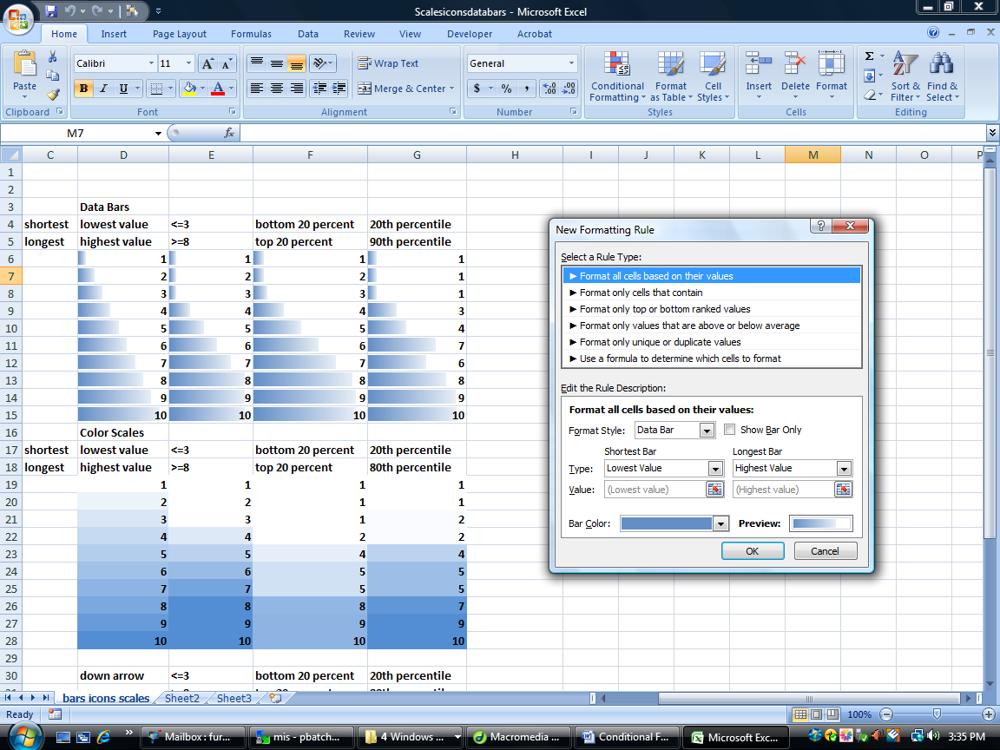 Scalesiconsdatabars - Microsoft Excel
Home Insert Page Layout Formulas Data Review View Developer Acrobat
Paste
Clipboard
Calibri 11
B I U
Font
Wrap Text
Merge & Center
Alignment
General
$ % ,
Number
Conditional Formatting
Format as Table
Cell Styles
Styles
Insert Delete Format
Cells
Sort & Filter
Find & Select
Editing
M7 fx
C D E F G H I J K L M N O P
1
2
3 Data Bars
4 shortest lowest value <=3 bottom 20 percent 20th percentile
5 longest highest value >=8 top 20 percent 90th percentile
6 1 1 1 1
7 2 2 2 1
8 3 3 3 1
9 4 4 4 3
10 5 5 5 4
11 6 6 6 7
12 7 7 7 6
13 8 8 8 8
14 9 9 9 9
15 10 10 10 10
16 Color Scales
17 shortest lowest value <=3 bottom 20 percent 20th percentile
18 longest highest value >=8 top 20 percent 80th percentile
19 1 1 1 1
20 2 2 1 1
21 3 3 1 2
22 4 4 2 2
23 5 5 4 4
24 6 6 5 5
25 7 7 5 5
26 8 8 8 7
27 9 9 9 9
28 10 10 10 10
29
30 down arrow <=3 bottom 20 percent 20th percentile
New Formatting Rule
Select a Rule Type:
► Format all cells based on their values
► Format only cells that contain
► Format only top or bottom ranked values
► Format only values that are above or below average
► Format only unique or duplicate values
► Use a formula to determine which cells to format
Edit the Rule Description:
Format all cells based on their values:
Format Style: Data Bar Show Bar Only
Shortest Bar Longest Bar
Type: Lowest Value Highest Value
Value: (Lowest value) (Highest value)
Bar Color: Preview:
OK Cancel
bars icons scales Sheet2 Sheet3
Ready 100%
Mailbox : fur... mis - pbatch... 4 Windows ... Macromedia ... Conditional F... Microsoft Exc... 3:35 PM